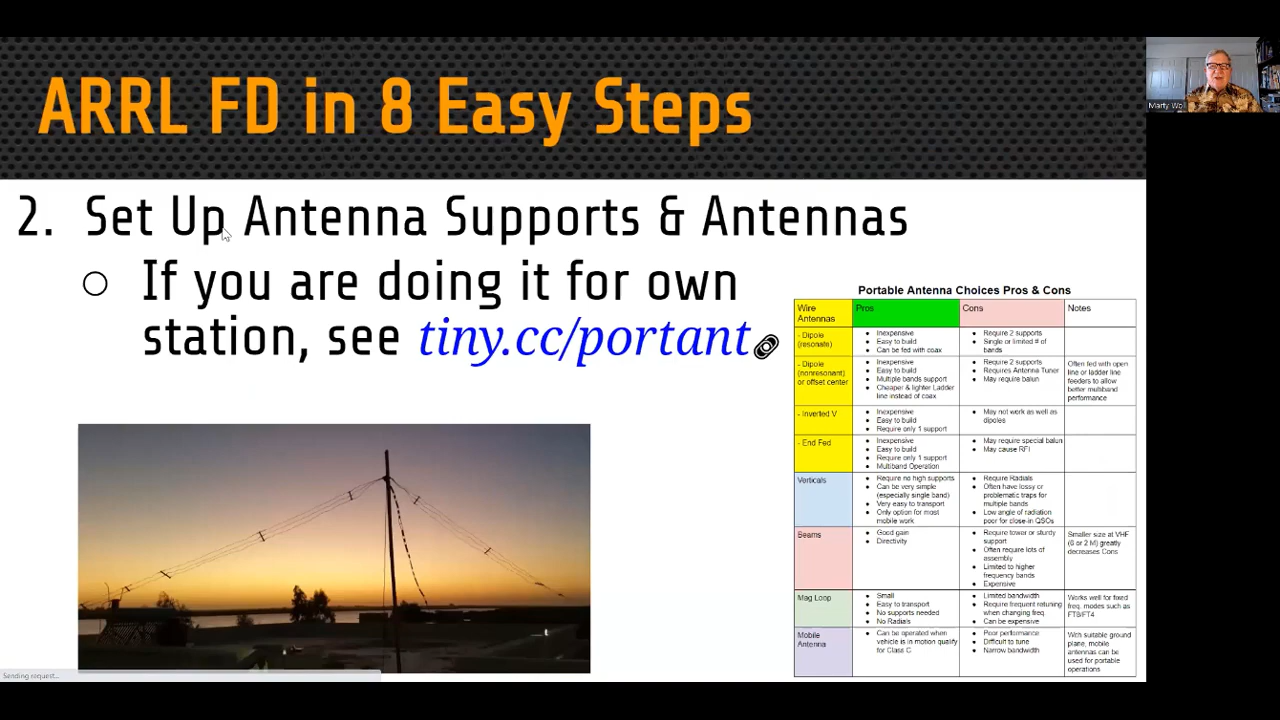 ARRL FD in 8 Easy Steps
Marty Wol
2. Set Up Antenna Supports & Antennas
○ If you are doing it for own
station, see tiny.cc/portant
Portable Antenna Choices Pros & Cons
Wire Antennas
Pros
Cons
Notes
- Dipole (resonate)
● Inexpensive
● Easy to build
● Can be fed with coax
● Require 2 supports
● Single or limited # of
bands
- Dipole
(nonresonant)
or offset center
● Inexpensive
● Easy to build
● Multiple bands support
● Cheaper & lighter Ladder
line instead of coax
● Require 2 supports
● Requires Antenna Tuner
● May require balun
Often fed with open
line or ladder line
feeders to allow
better multiband
performance
- Inverted V
● Inexpensive
● Easy to build
● Require only 1 support
● May not work as well as
dipoles
- End Fed
● Inexpensive
● Easy to build
● Require only 1 support
● Multiband Operation
● May require special balun
● May cause RFI
Verticals
● Require no high supports
● Can be very simple
(especially single band)
● Very easy to transport
● Only option for most
mobile work
● Require Radials
● Often have lossy or
problematic traps for
multiple bands
● Low angle of radiation
poor for close-in QSOs
Beams
● Good gain
● Directivity
● Require tower or sturdy
support
● Often require lots of
assembly
● Limited to higher
frequency bands
● Expensive
Smaller size at VHF
(6 or 2 M) greatly
decreases Cons
Mag Loop
● Small
● Easy to transport
● No supports needed
● No Radials
● Limited bandwidth
● Require frequent retuning
when changing freq.
● Can be expensive
Works well for fixed
freq. modes such as
FT8/FT4
Mobile
Antenna
● Can be operated when
vehicle is in motion qualify
for Class C
● Poor performance
● Difficult to tune
● Narrow bandwidth
With suitable ground
plane, mobile
antennas can be
used for portable
operations
Sending request...